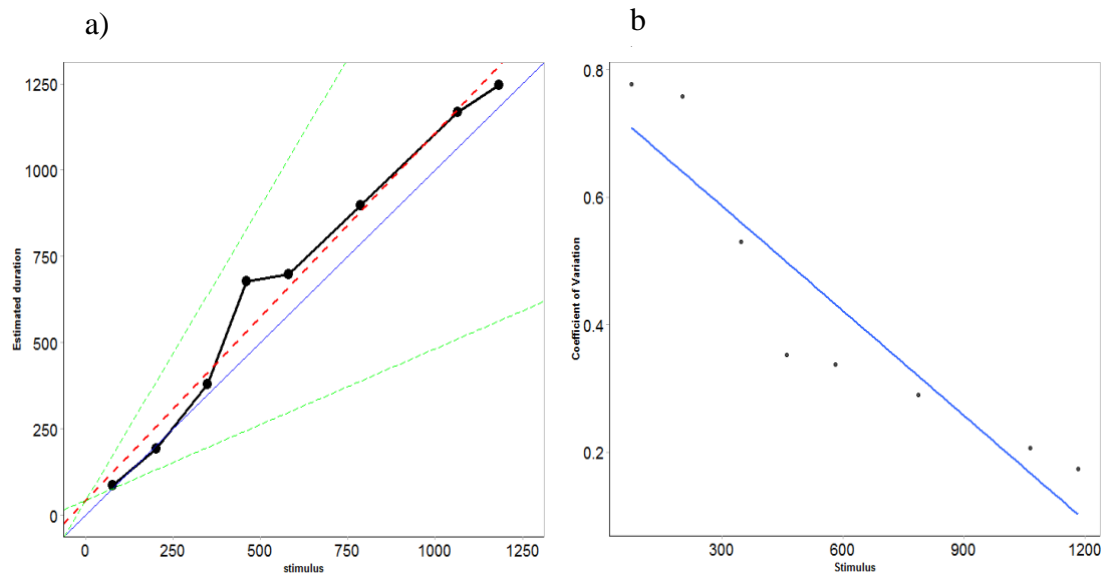 a)
b
1250
1000
750
500
250
0
Estimated duration
0 250 500 750 1000 1250
stimulus
0.8
0.6
0.4
0.2
Coefficient of Variation
300 600 900 1200
Stimulus